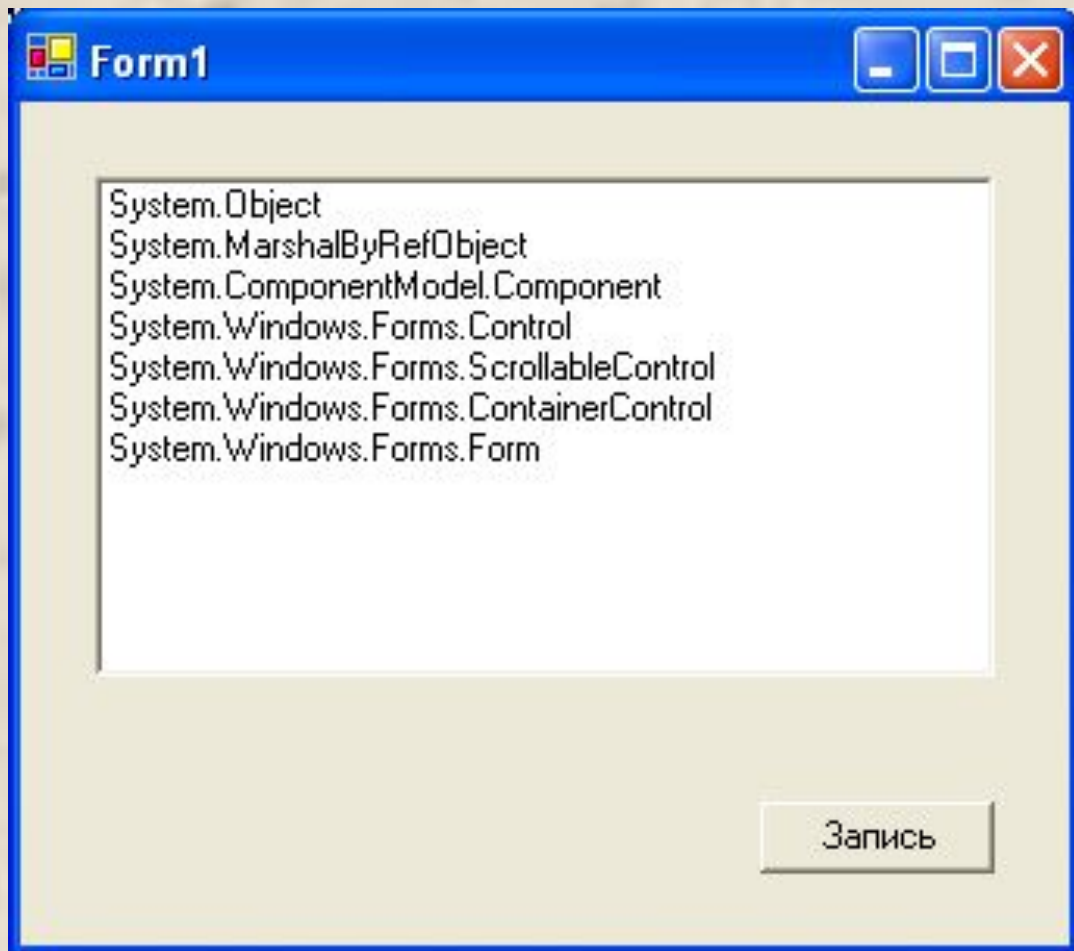 Form1
System.Object
System.MarshalByRefObject
System.ComponentModel.Component
System.Windows.Forms.Control
System.Windows.Forms.ScrollableControl
System.Windows.Forms.ContainerControl
System.Windows.Forms.Form
Запись